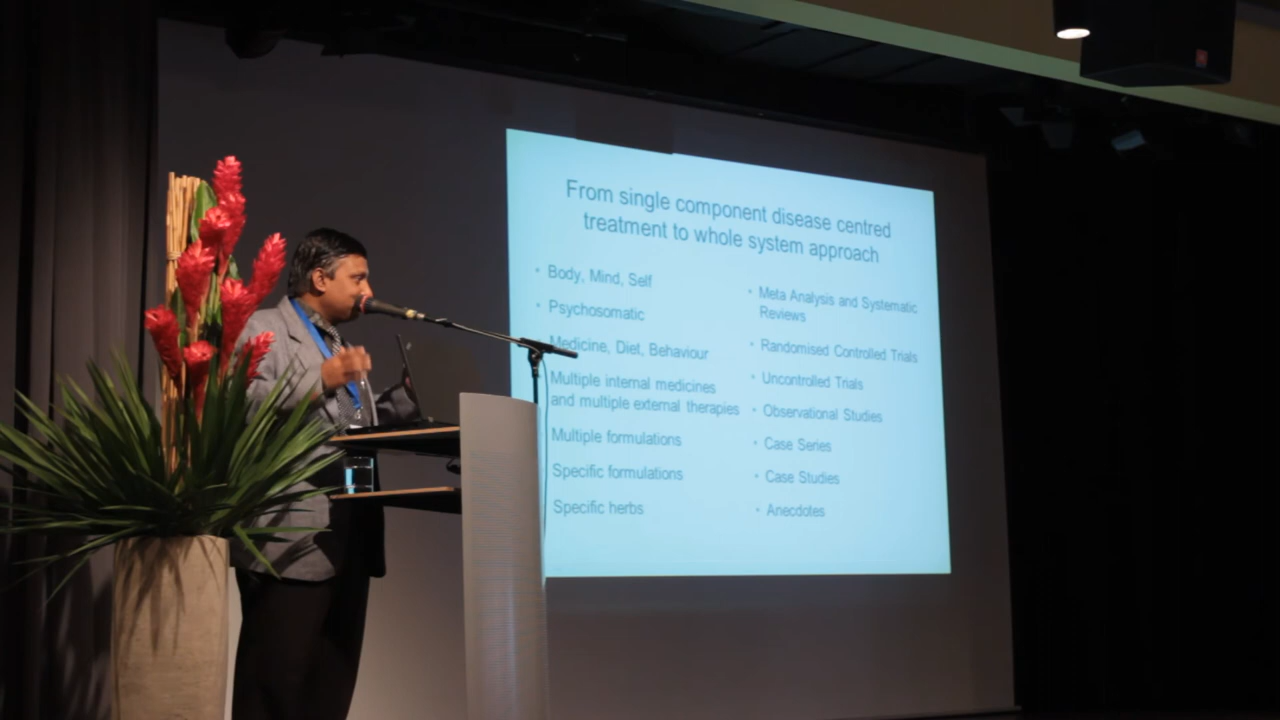 From single component disease centred
treatment to whole system approach
• Body, Mind, Self
• Psychosomatic
Medicine, Diet, Behaviour
Multiple internal medicines
and multiple external therapies
Multiple formulations
Specific formulations
Specific herbs
• Meta Analysis and Systematic
Reviews
• Randomised Controlled Trials
• Uncontrolled Trials
• Observational Studies
• Case Series
• Case Studies
• Anecdotes